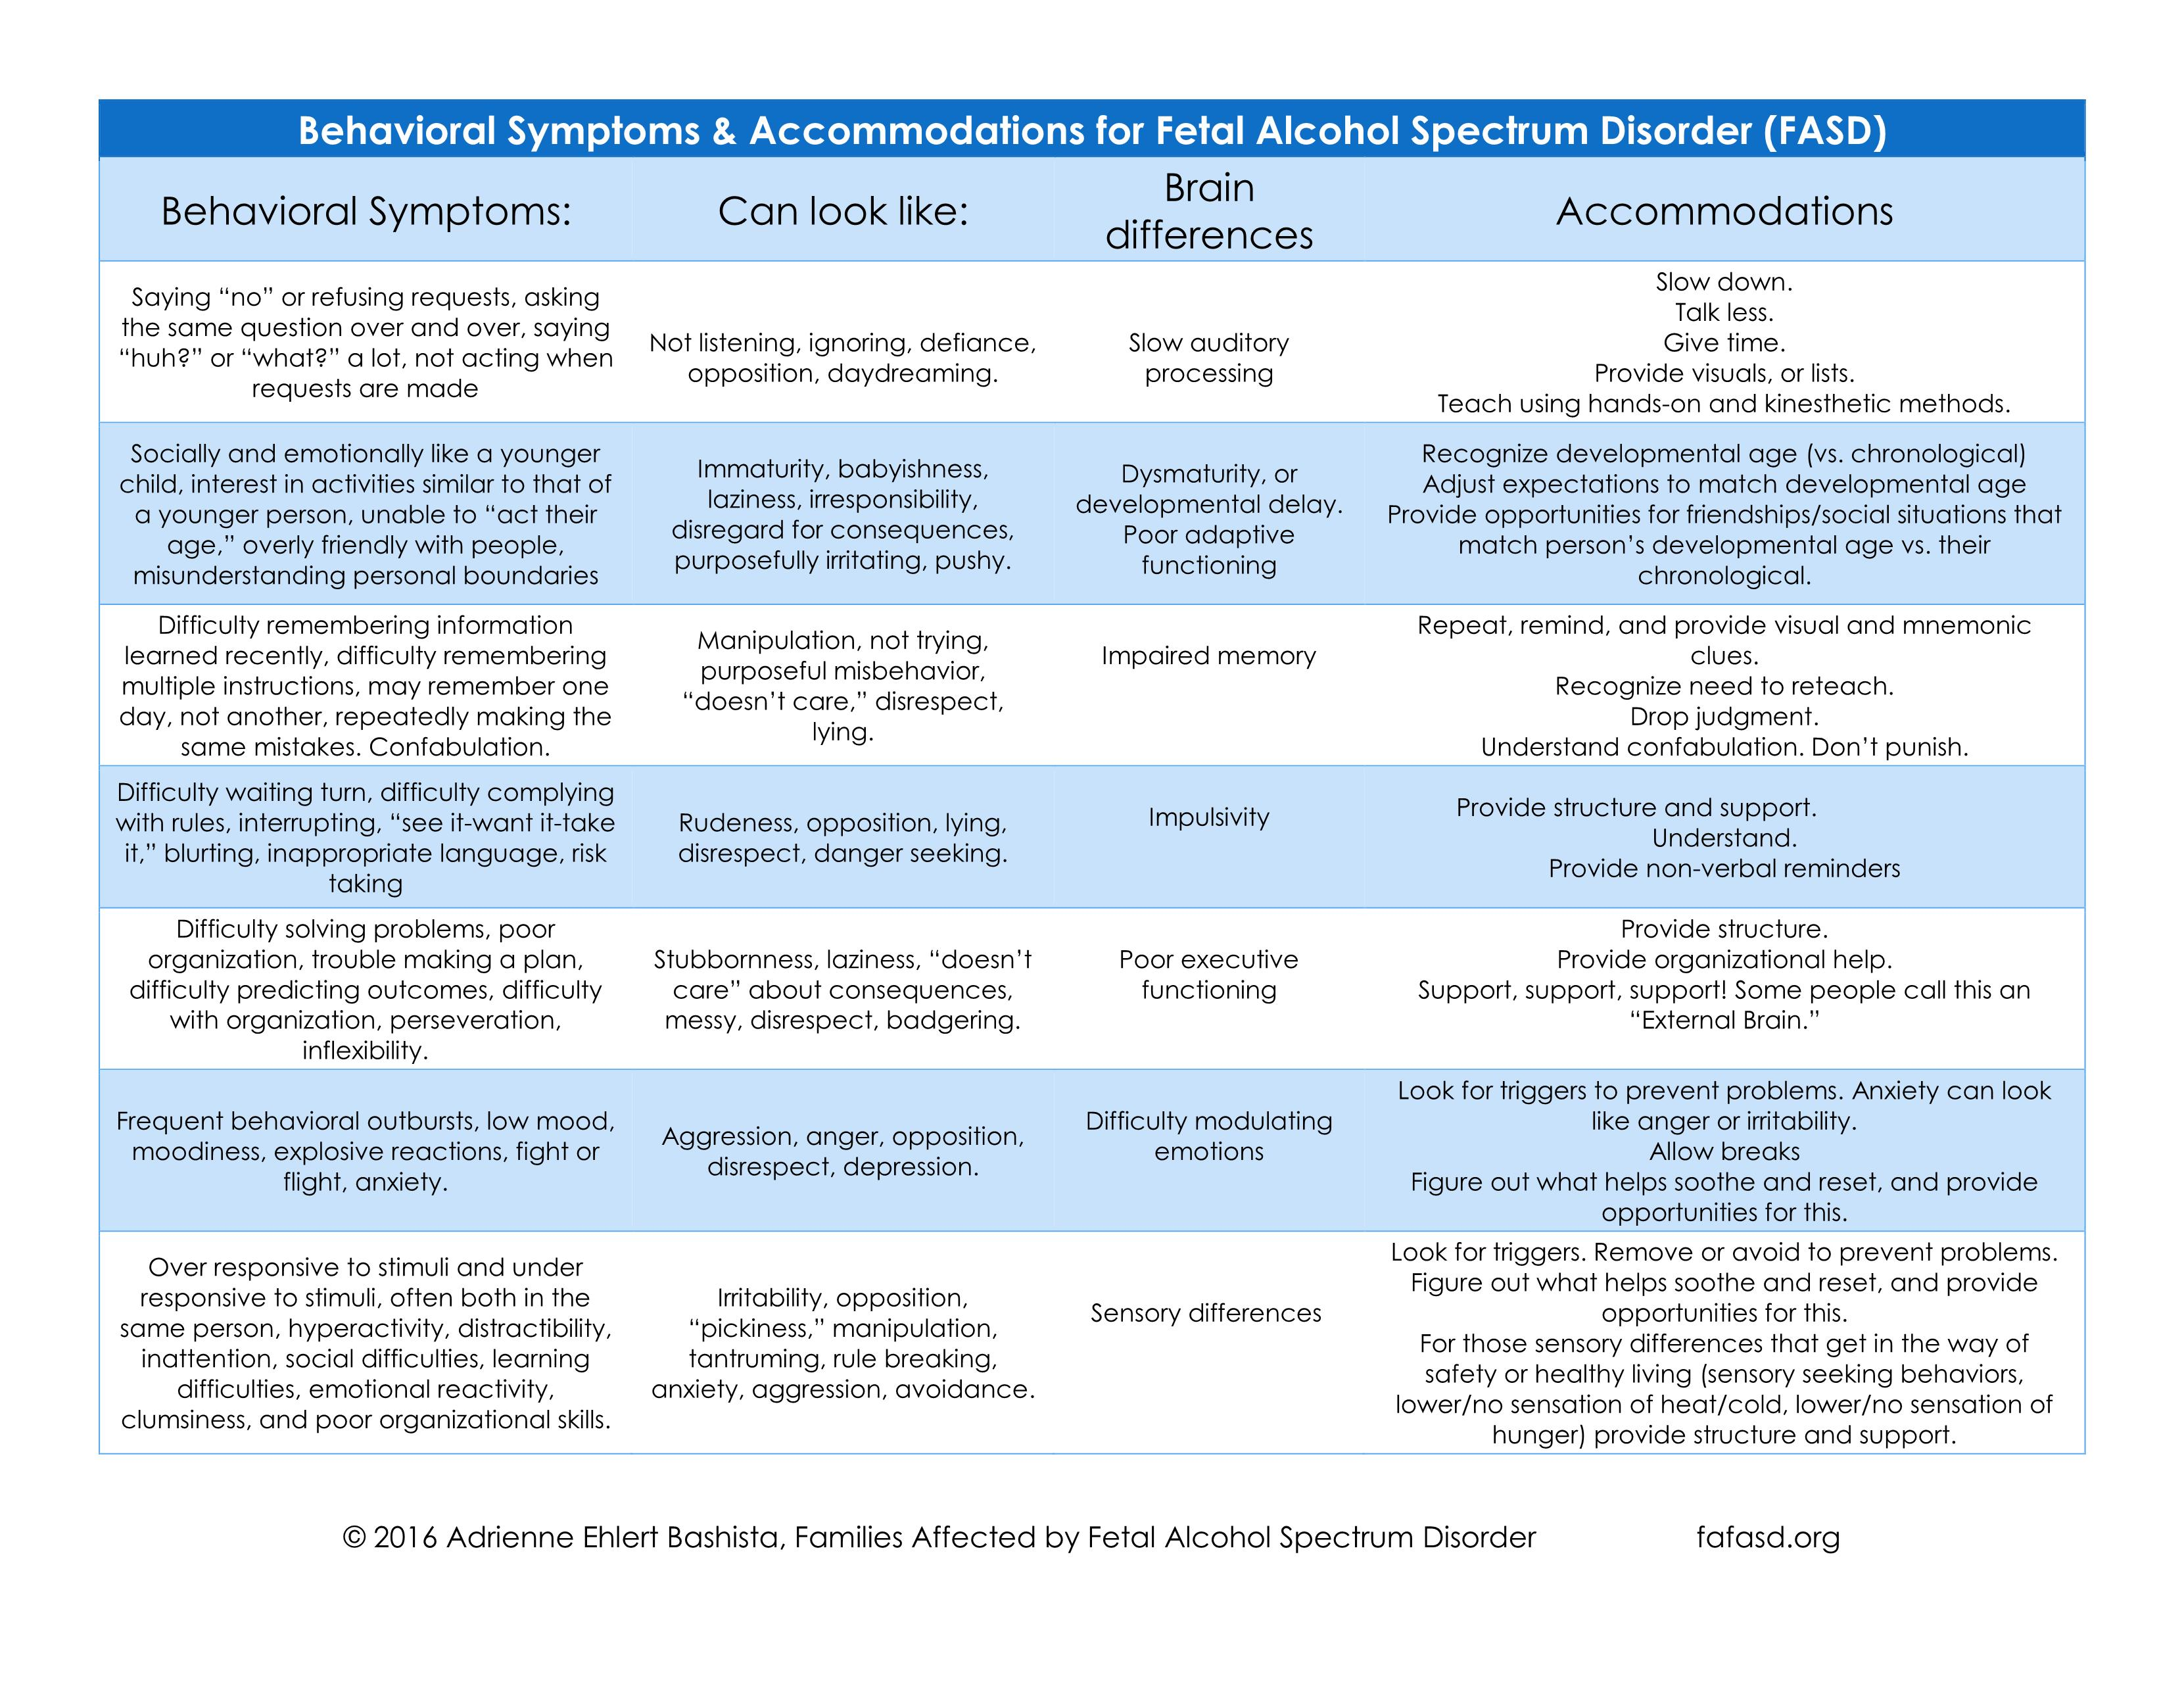 Behavioral Symptoms & Accommodations for Fetal Alcohol Spectrum Disorder (FASD)
Behavioral Symptoms:
Can look like:
Brain
differences
Accommodations
Saying “no” or refusing requests, asking
the same question over and over, saying
“huh?” or “what?” a lot, not acting when
requests are made
Not listening, ignoring, defiance,
opposition, daydreaming.
Slow auditory
processing
Slow down.
Talk less.
Give time.
Provide visuals, or lists.
Teach using hands-on and kinesthetic methods.
Socially and emotionally like a younger
child, interest in activities similar to that of
a younger person, unable to “act their
age,” overly friendly with people,
misunderstanding personal boundaries
Immaturity, babyishness,
laziness, irresponsibility,
disregard for consequences,
purposefully irritating, pushy.
Dysmaturity, or
developmental delay.
Poor adaptive
functioning
Recognize developmental age (vs. chronological)
Adjust expectations to match developmental age
Provide opportunities for friendships/social situations that
match person’s developmental age vs. their
chronological.
Difficulty remembering information
learned recently, difficulty remembering
multiple instructions, may remember one
day, not another, repeatedly making the
same mistakes. Confabulation.
Manipulation, not trying,
purposeful misbehavior,
“doesn’t care,” disrespect,
lying.
Impaired memory
Repeat, remind, and provide visual and mnemonic
clues.
Recognize need to reteach.
Drop judgment.
Understand confabulation. Don’t punish.
Difficulty waiting turn, difficulty complying
with rules, interrupting, “see it-want it-take
it,” blurting, inappropriate language, risk
taking
Rudeness, opposition, lying,
disrespect, danger seeking.
Impulsivity
Provide structure and support.
Understand.
Provide non-verbal reminders
Difficulty solving problems, poor
organization, trouble making a plan,
difficulty predicting outcomes, difficulty
with organization, perseveration,
inflexibility.
Stubbornness, laziness, “doesn’t
care” about consequences,
messy, disrespect, badgering.
Poor executive
functioning
Provide structure.
Provide organizational help.
Support, support, support! Some people call this an
“External Brain.”
Frequent behavioral outbursts, low mood,
moodiness, explosive reactions, fight or
flight, anxiety.
Aggression, anger, opposition,
disrespect, depression.
Difficulty modulating
emotions
Look for triggers to prevent problems. Anxiety can look
like anger or irritability.
Allow breaks
Figure out what helps soothe and reset, and provide
opportunities for this.
Over responsive to stimuli and under
responsive to stimuli, often both in the
same person, hyperactivity, distractibility,
inattention, social difficulties, learning
difficulties, emotional reactivity,
clumsiness, and poor organizational skills.
Irritability, opposition,
“pickiness,” manipulation,
tantruming, rule breaking,
anxiety, aggression, avoidance.
Sensory differences
Look for triggers. Remove or avoid to prevent problems.
Figure out what helps soothe and reset, and provide
opportunities for this.
For those sensory differences that get in the way of
safety or healthy living (sensory seeking behaviors,
lower/no sensation of heat/cold, lower/no sensation of
hunger) provide structure and support.
© 2016 Adrienne Ehlert Bashista, Families Affected by Fetal Alcohol Spectrum Disorder fafasd.org